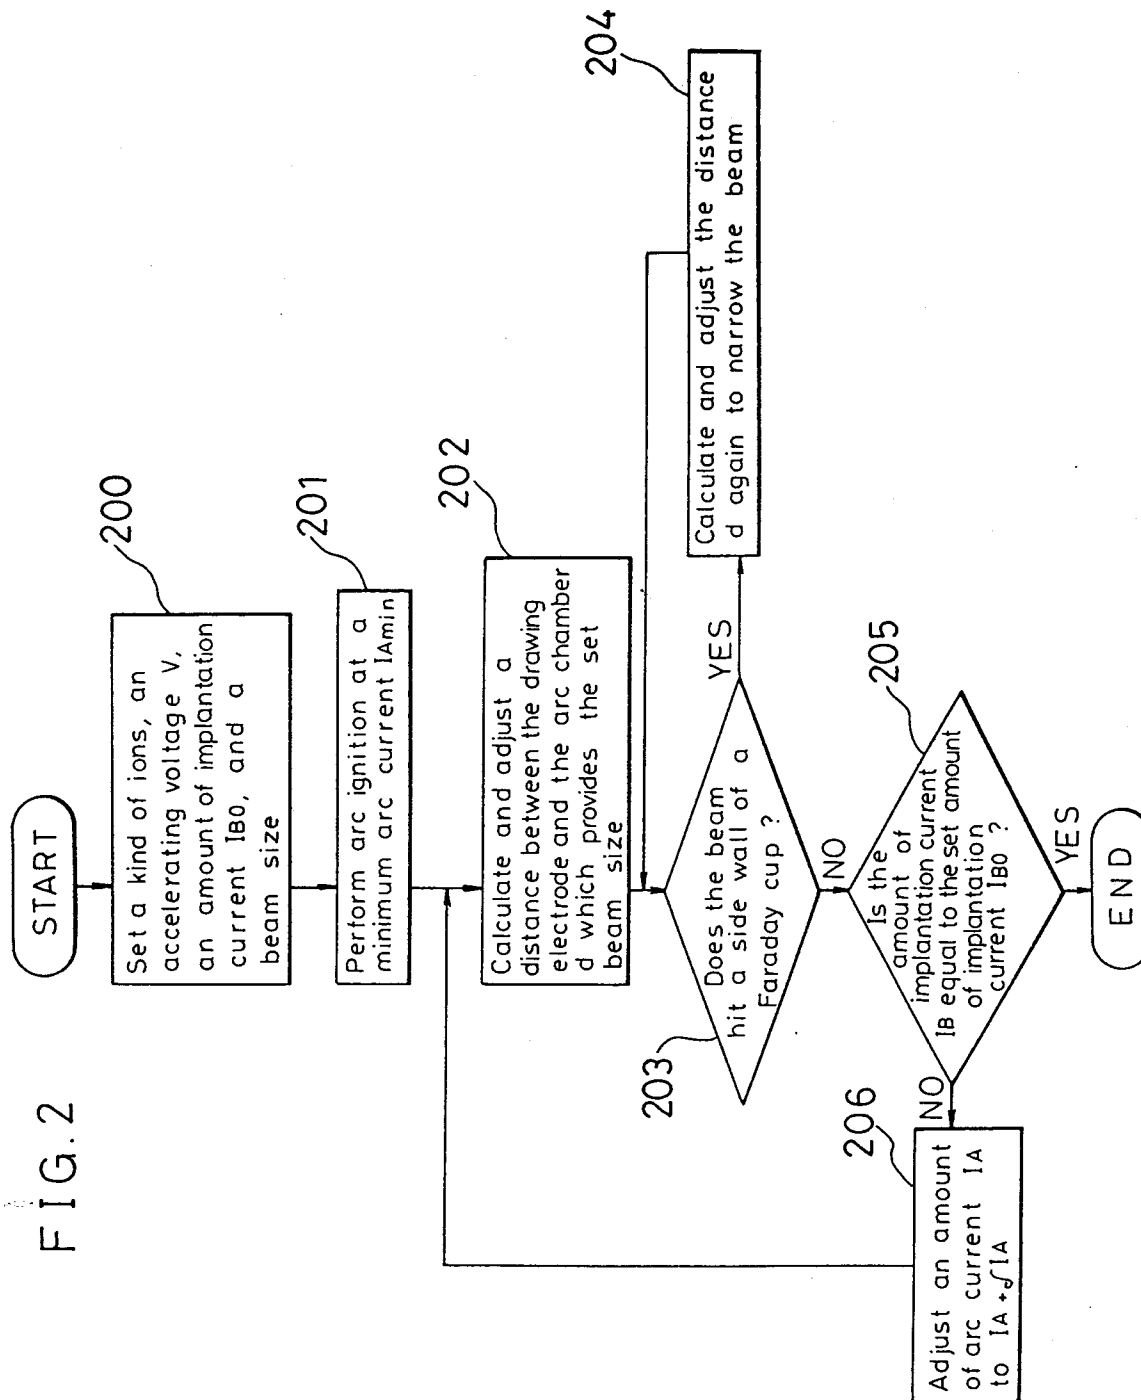 FIG.2
START
200
Set a kind of ions, an
accelerating voltage V,
an amount of implantation
current IB0, and a
beam size
201
Perform arc ignition at a
minimum arc current IAmin
202
Calculate and adjust a
distance between the drawing
electrode and the arc chamber
d which provides the set
beam size
203
Does the beam
hit a side wall of a
Faraday cup ?
YES
NO
204
Calculate and adjust the distance
d again to narrow the beam
205
Is the
amount of
implantation current
IB equal to the set amount
of implantation
current IB0 ?
NO
YES
206
Adjust an amount
of arc current IA
to IA + δIA
END